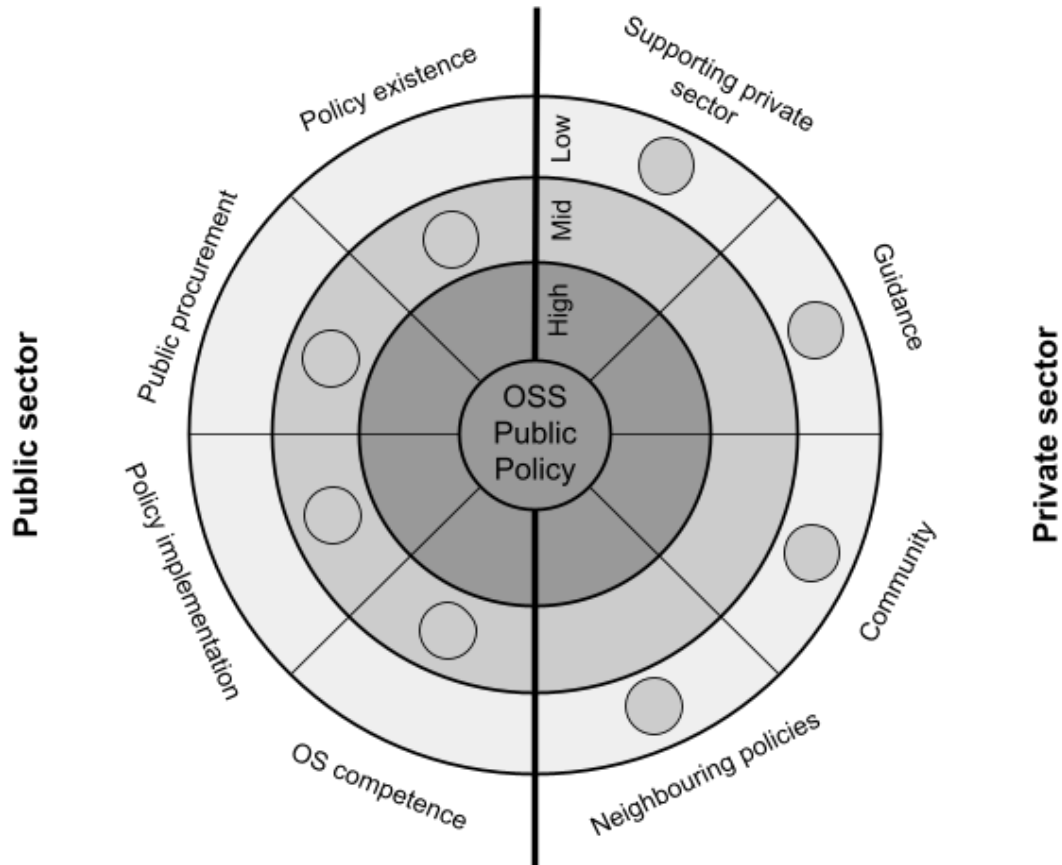 Policy existence
Supporting private
sector
Public procurement
Guidance
Low
Mid
High
OSS
Public
Policy
Public sector
Private sector
Policy implementation
Community
OS competence
Neighbouring policies